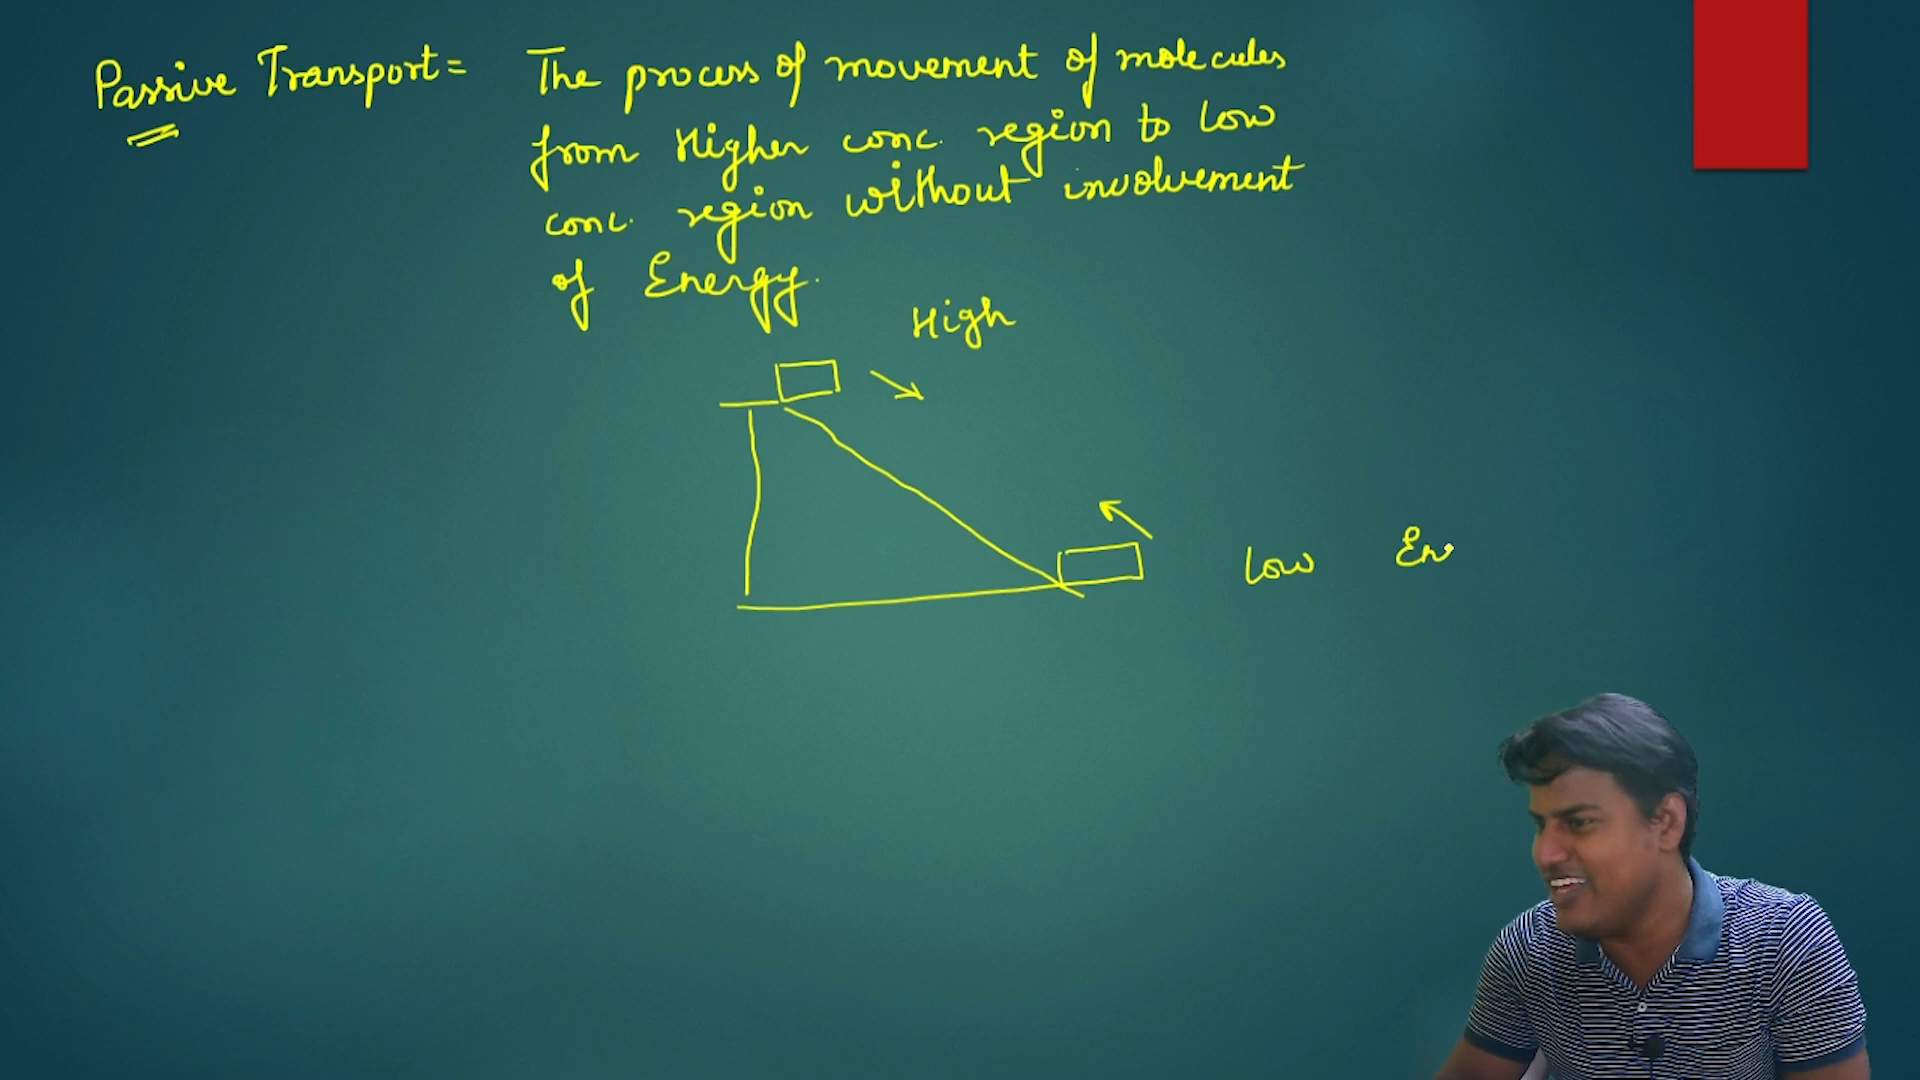 Passive Transport = The process of movement of molecules
from Higher conc. region to low
conc. region without involvement
of Energy.
High
Low En